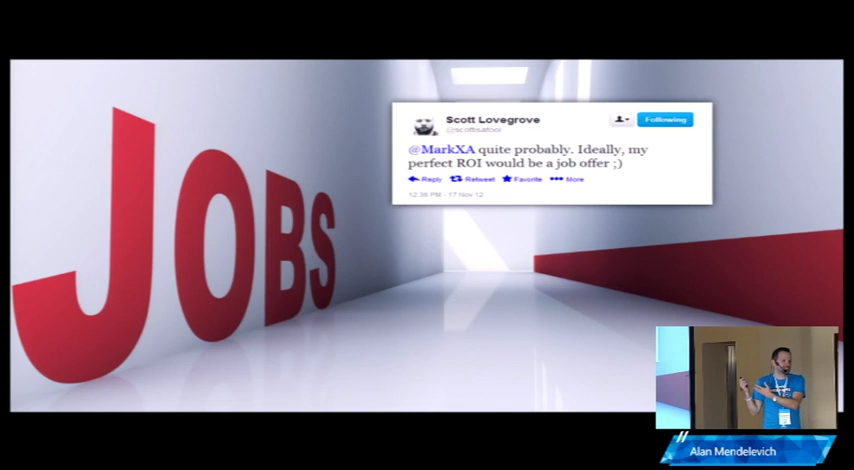 JOBS
Scott Lovegrove
@scottisafool
Following
@MarkXA quite probably. Ideally, my
perfect ROI would be a job offer ;)
Reply Retweet Favorite More
12:36 PM - 17 Nov 12
Alan Mendelevich